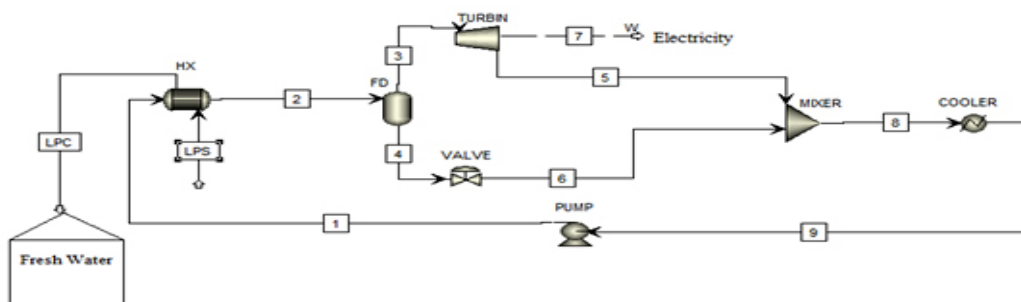 TURBIN
W
7
Electricity
3
HX
5
FD
2
MIXER
COOLER
8
LPC
LPS
4
VALVE
6
PUMP
1
9
Fresh Water